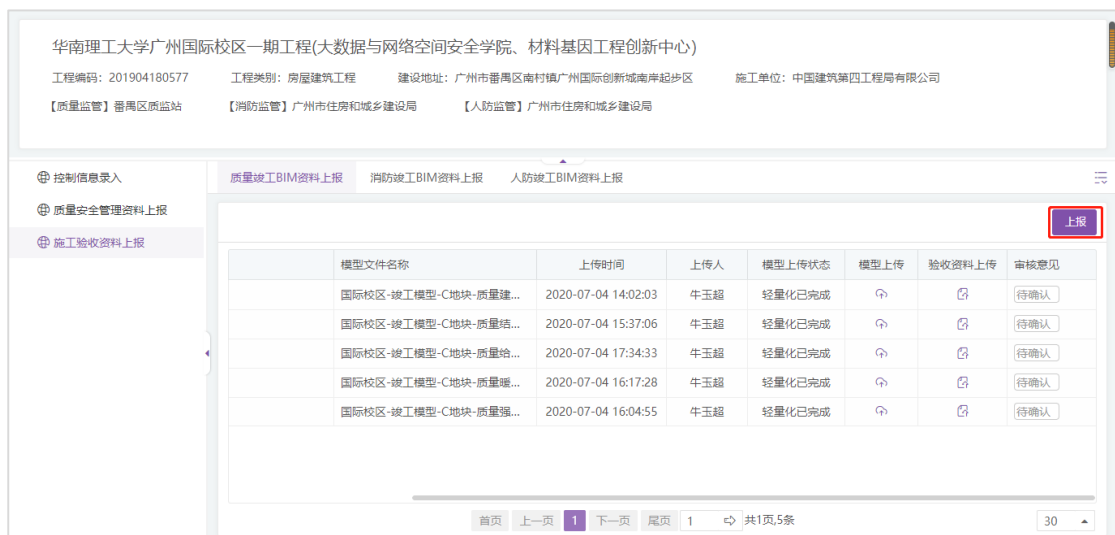 华南理工大学广州国际校区一期工程(大数据与网络空间安全学院、材料基因工程创新中心)
工程编码：201904180577 工程类别：房屋建筑工程 建设地址：广州市番禺区南村镇广州国际创新城南岸起步区 施工单位：中国建筑第四工程局有限公司
【质量监管】番禺区质监站 【消防监管】广州市住房和城乡建设局 【人防监管】广州市住房和城乡建设局
控制信息录入
质量安全管理资料上报
施工验收资料上报
质量竣工BIM资料上报 消防竣工BIM资料上报 人防竣工BIM资料上报
上报
模型文件名称 上传时间 上传人 模型上传状态 模型上传 验收资料上传 审核意见
国际校区-竣工模型-C地块-质量建... 2020-07-04 14:02:03 牛玉超 轻量化已完成 待确认
国际校区-竣工模型-C地块-质量结... 2020-07-04 15:37:06 牛玉超 轻量化已完成 待确认
国际校区-竣工模型-C地块-质量给... 2020-07-04 17:34:33 牛玉超 轻量化已完成 待确认
国际校区-竣工模型-C地块-质量暖... 2020-07-04 16:17:28 牛玉超 轻量化已完成 待确认
国际校区-竣工模型-C地块-质量强... 2020-07-04 16:04:55 牛玉超 轻量化已完成 待确认
首页 上一页 1 下一页 尾页 1 共1页,5条 30